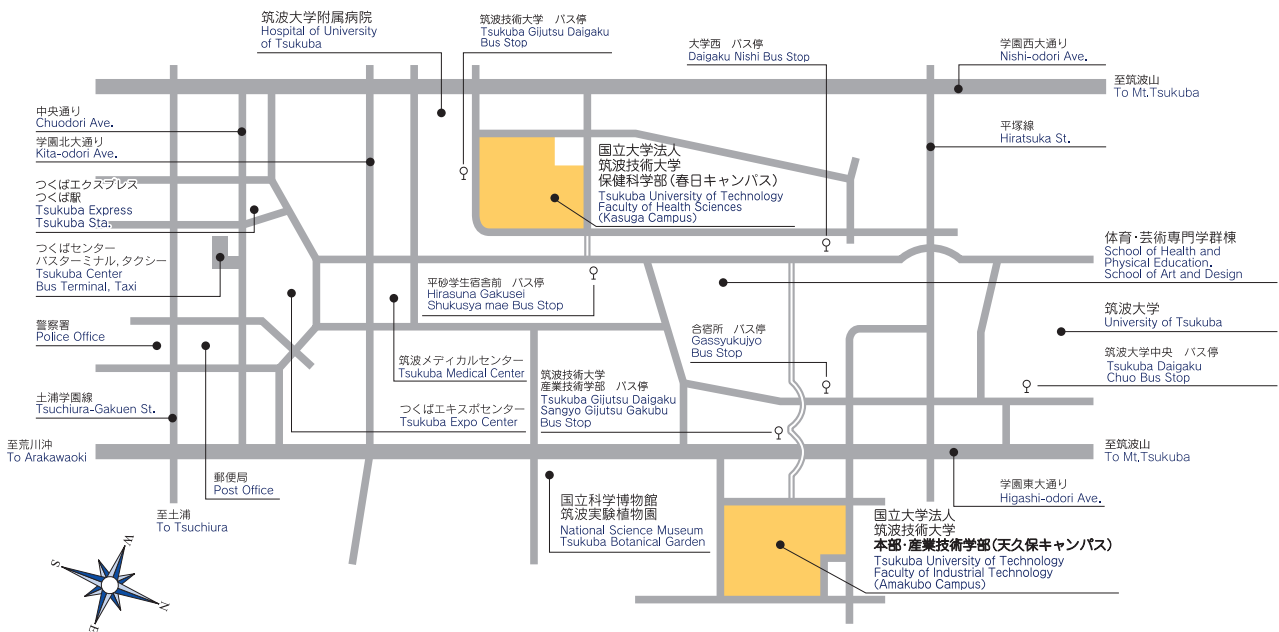 筑波大学附属病院
Hospital of University
of Tsukuba
筑波技術大学　バス停
Tsukuba Gijutsu Daigaku
Bus Stop
大学西　バス停
Daigaku Nishi Bus Stop
学園西大通り
Nishi-odori Ave.
至筑波山
To Mt.Tsukuba
中央通り
Chuodori Ave.
学園北大通り
Kita-odori Ave.
平塚線
Hiratsuka St.
国立大学法人
筑波技術大学
保健科学部(春日キャンパス)
Tsukuba University of Technology
Faculty of Health Sciences
(Kasuga Campus)
つくばエクスプレス
つくば駅
Tsukuba Express
Tsukuba Sta.
つくばセンター
バスターミナル,タクシー
Tsukuba Center
Bus Terminal, Taxi
体育・芸術専門学群棟
School of Health and
Physical Education.
School of Art and Design
平砂学生宿舎前　バス停
Hirasuna Gakusei
Shukusya mae Bus Stop
筑波大学
University of Tsukuba
警察署
Police Office
合宿所　バス停
Gassyukujyo
Bus Stop
筑波大学中央　バス停
Tsukuba Daigaku
Chuo Bus Stop
筑波メディカルセンター
Tsukuba Medical Center
筑波技術大学
産業技術学部　バス停
Tsukuba Gijutsu Daigaku
Sangyo Gijutsu Gakubu
Bus Stop
土浦学園線
Tsuchiura-Gakuen St.
つくばエキスポセンター
Tsukuba Expo Center
至荒川沖
To Arakawaoki
至筑波山
To Mt.Tsukuba
郵便局
Post Office
学園東大通り
Higashi-odori Ave.
国立科学博物館
筑波実験植物園
National Science Museum
Tsukuba Botanical Garden
至土浦
To Tsuchiura
国立大学法人
筑波技術大学
本部・産業技術学部(天久保キャンパス)
Tsukuba University of Technology
Faculty of Industrial Technology
(Amakubo Campus)
W
S
N
E